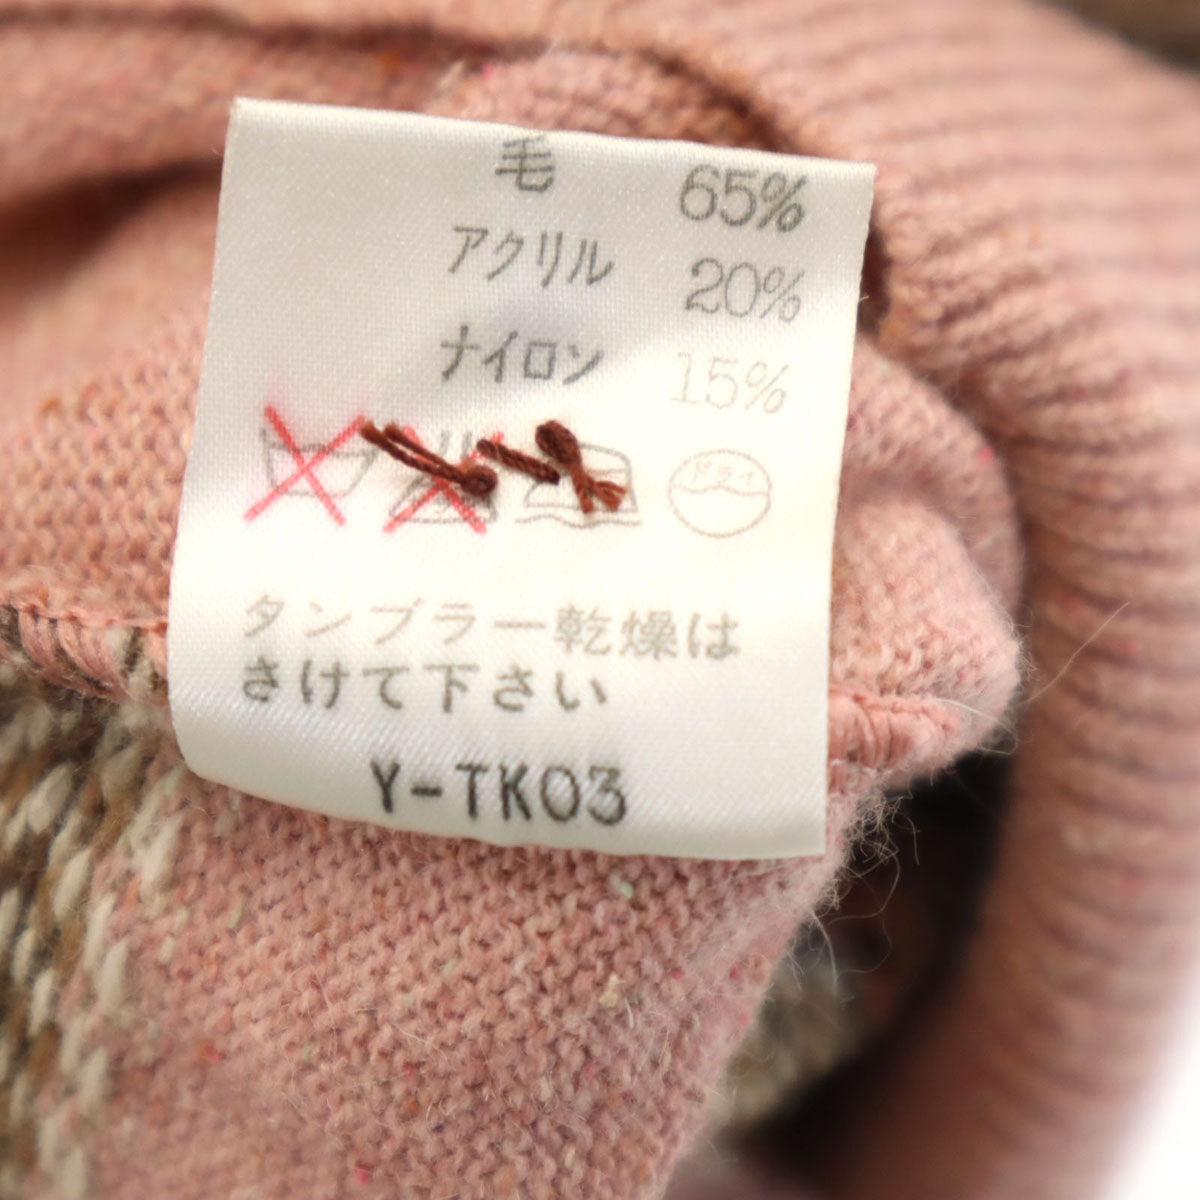 毛 65%
アクリル 20%
ナイロン 15%
ドライ
タンブラー乾燥は
さけて下さい
Y-TK03